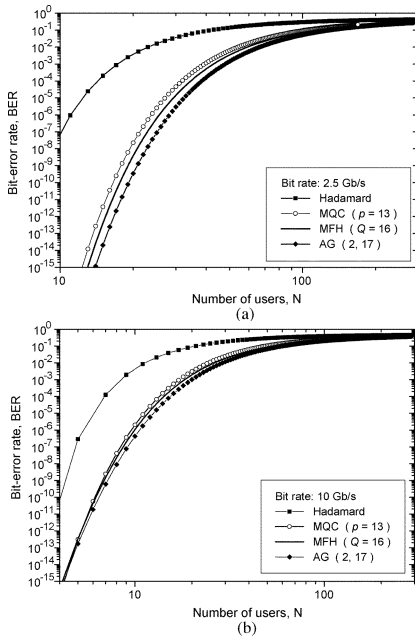 Bit-error rate, BER
10^0
10^-1
10^-2
10^-3
10^-4
10^-5
10^-6
10^-7
10^-8
10^-9
10^-10
10^-11
10^-12
10^-13
10^-14
10^-15
Bit rate: 2.5 Gb/s
Hadamard
MQC ( p = 13)
MFH ( Q = 16)
AG (2, 17)
10 100
Number of users, N
(a)
Bit-error rate, BER
10^0
10^-1
10^-2
10^-3
10^-4
10^-5
10^-6
10^-7
10^-8
10^-9
10^-10
10^-11
10^-12
10^-13
10^-14
10^-15
Bit rate: 10 Gb/s
Hadamard
MQC ( p = 13)
MFH ( Q = 16)
AG (2, 17)
10 100
Number of users, N
(b)